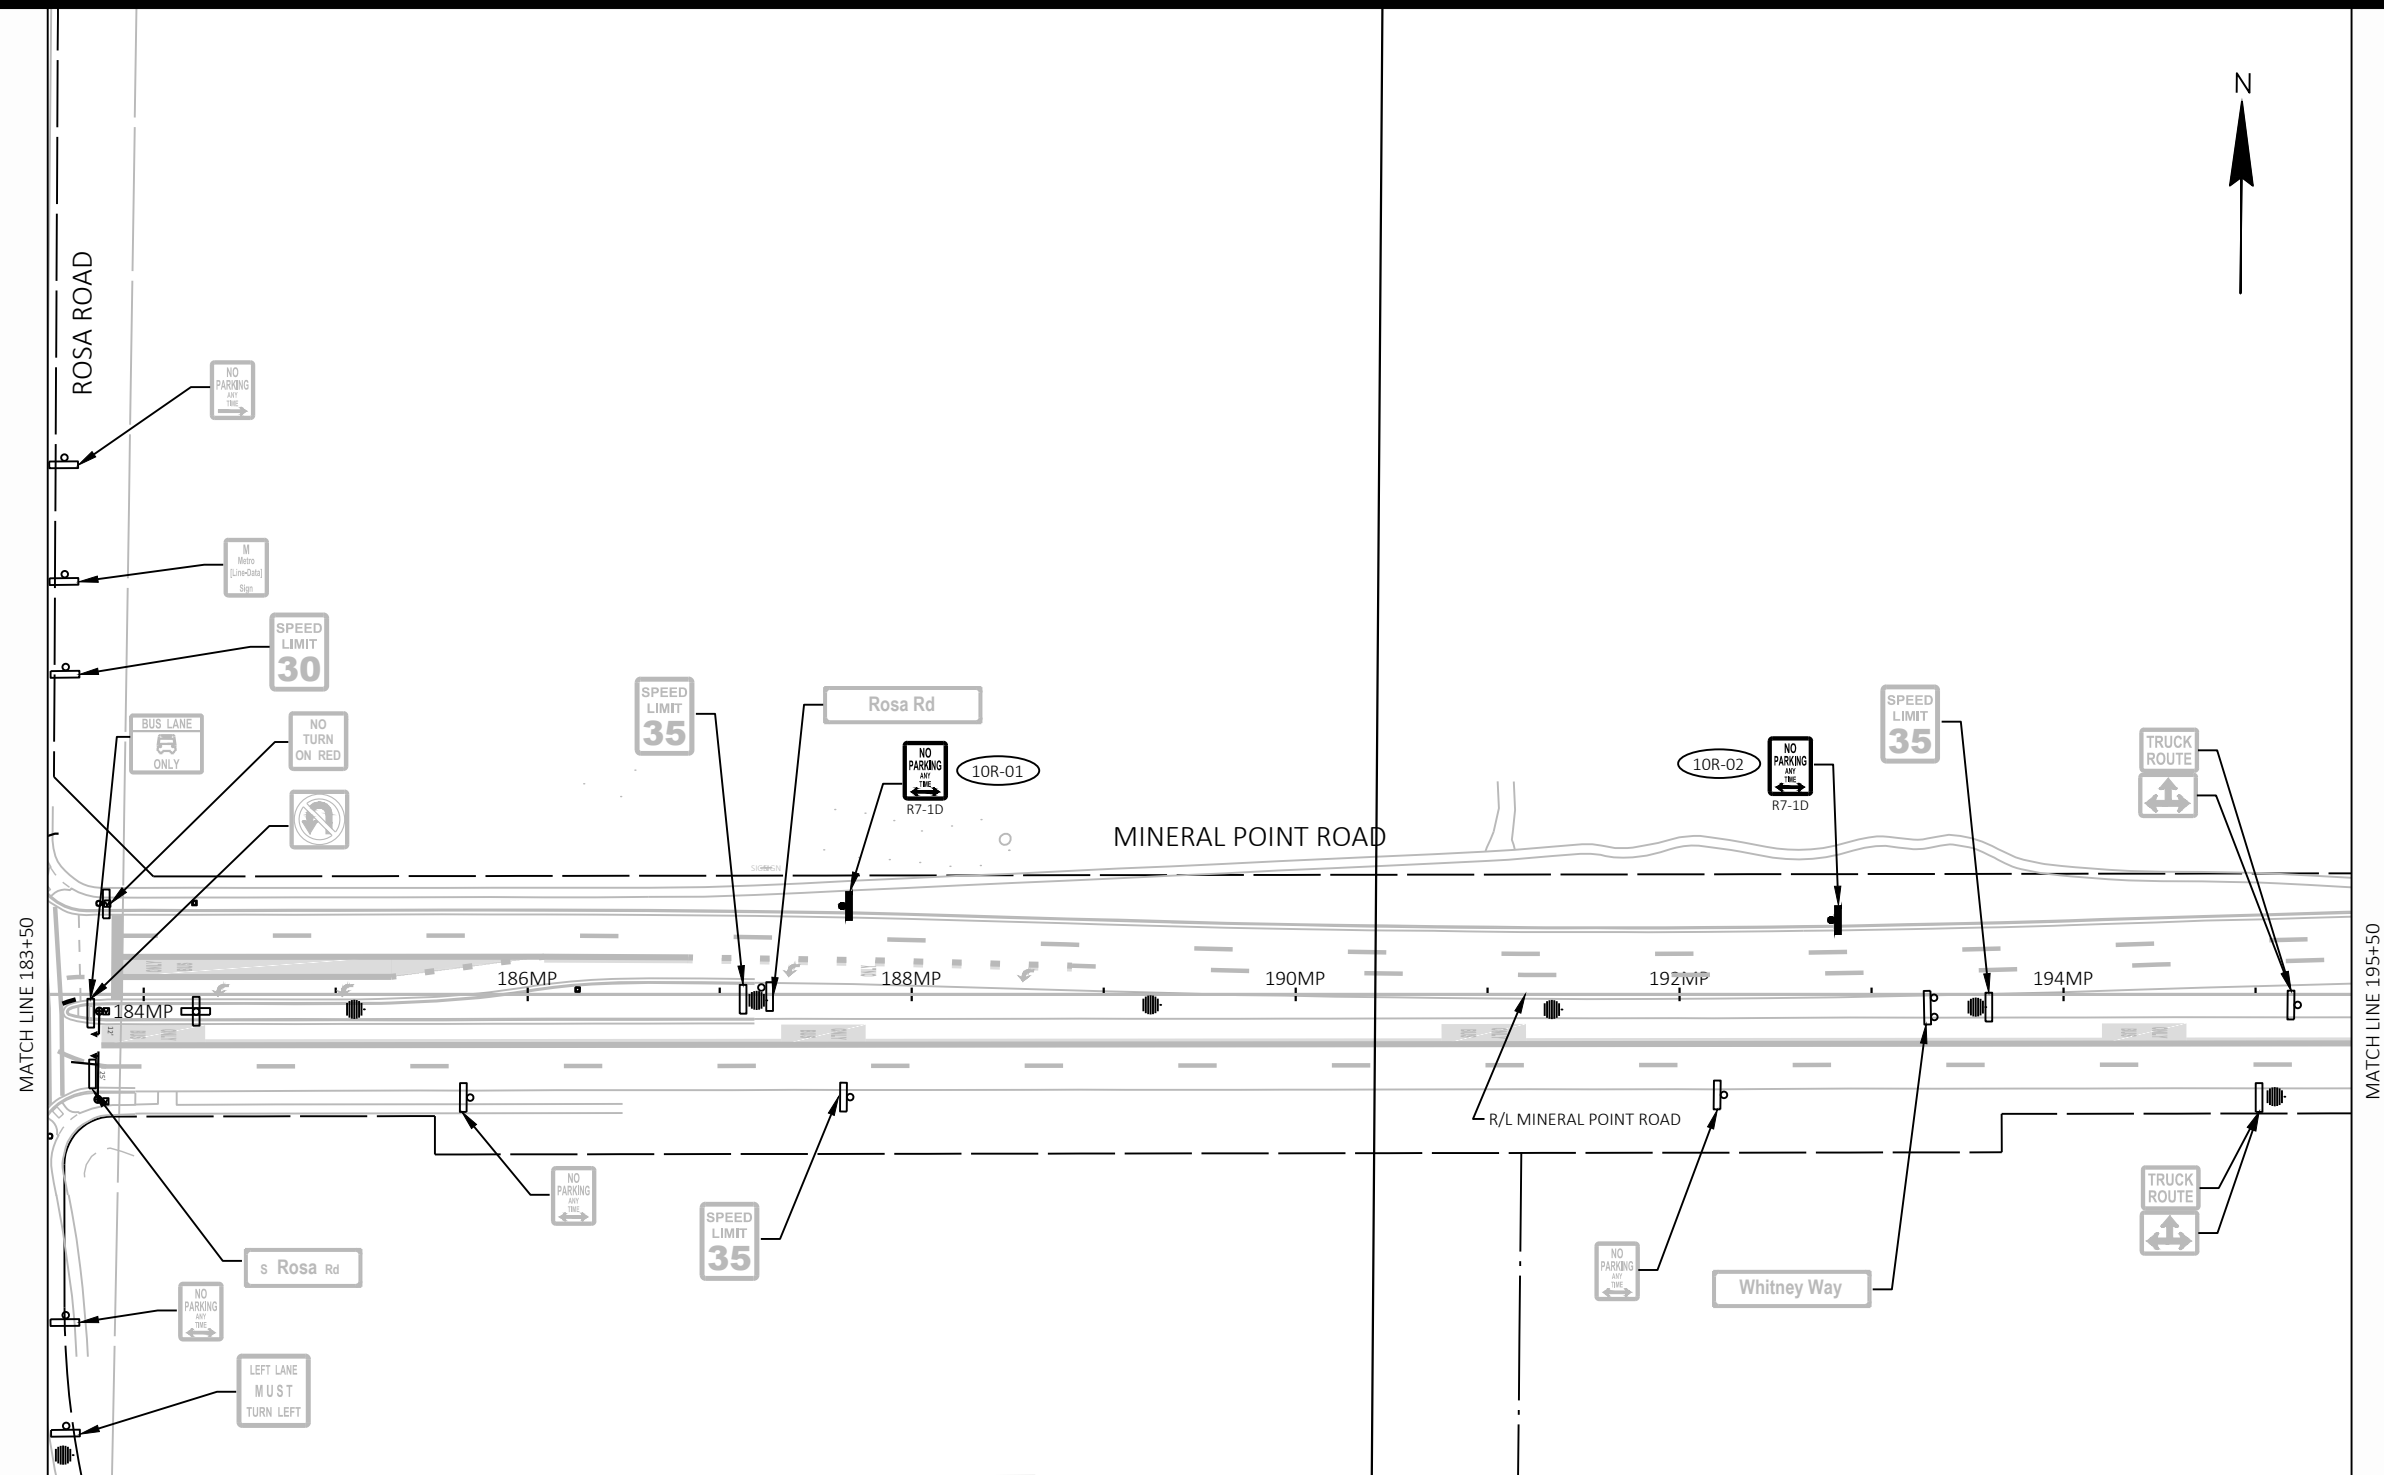 N
ROSA ROAD
NO
PARKING
ANY
TIME
M
Metro
[Line-Data]
Sign
SPEED
LIMIT
30
BUS LANE
ONLY
NO
TURN
ON RED
SPEED
LIMIT
35
Rosa Rd
NO
PARKING
ANY
TIME
R7-1D
10R-01
10R-02
NO
PARKING
ANY
TIME
R7-1D
SPEED
LIMIT
35
TRUCK
ROUTE
MINERAL POINT ROAD
MATCH LINE 183+50
MATCH LINE 195+50
184MP
186MP
188MP
190MP
192MP
194MP
12'
25'
R/L MINERAL POINT ROAD
NO
PARKING
ANY
TIME
SPEED
LIMIT
35
S Rosa Rd
NO
PARKING
ANY
TIME
Whitney Way
TRUCK
ROUTE
NO
PARKING
ANY
TIME
LEFT LANE
MUST
TURN LEFT